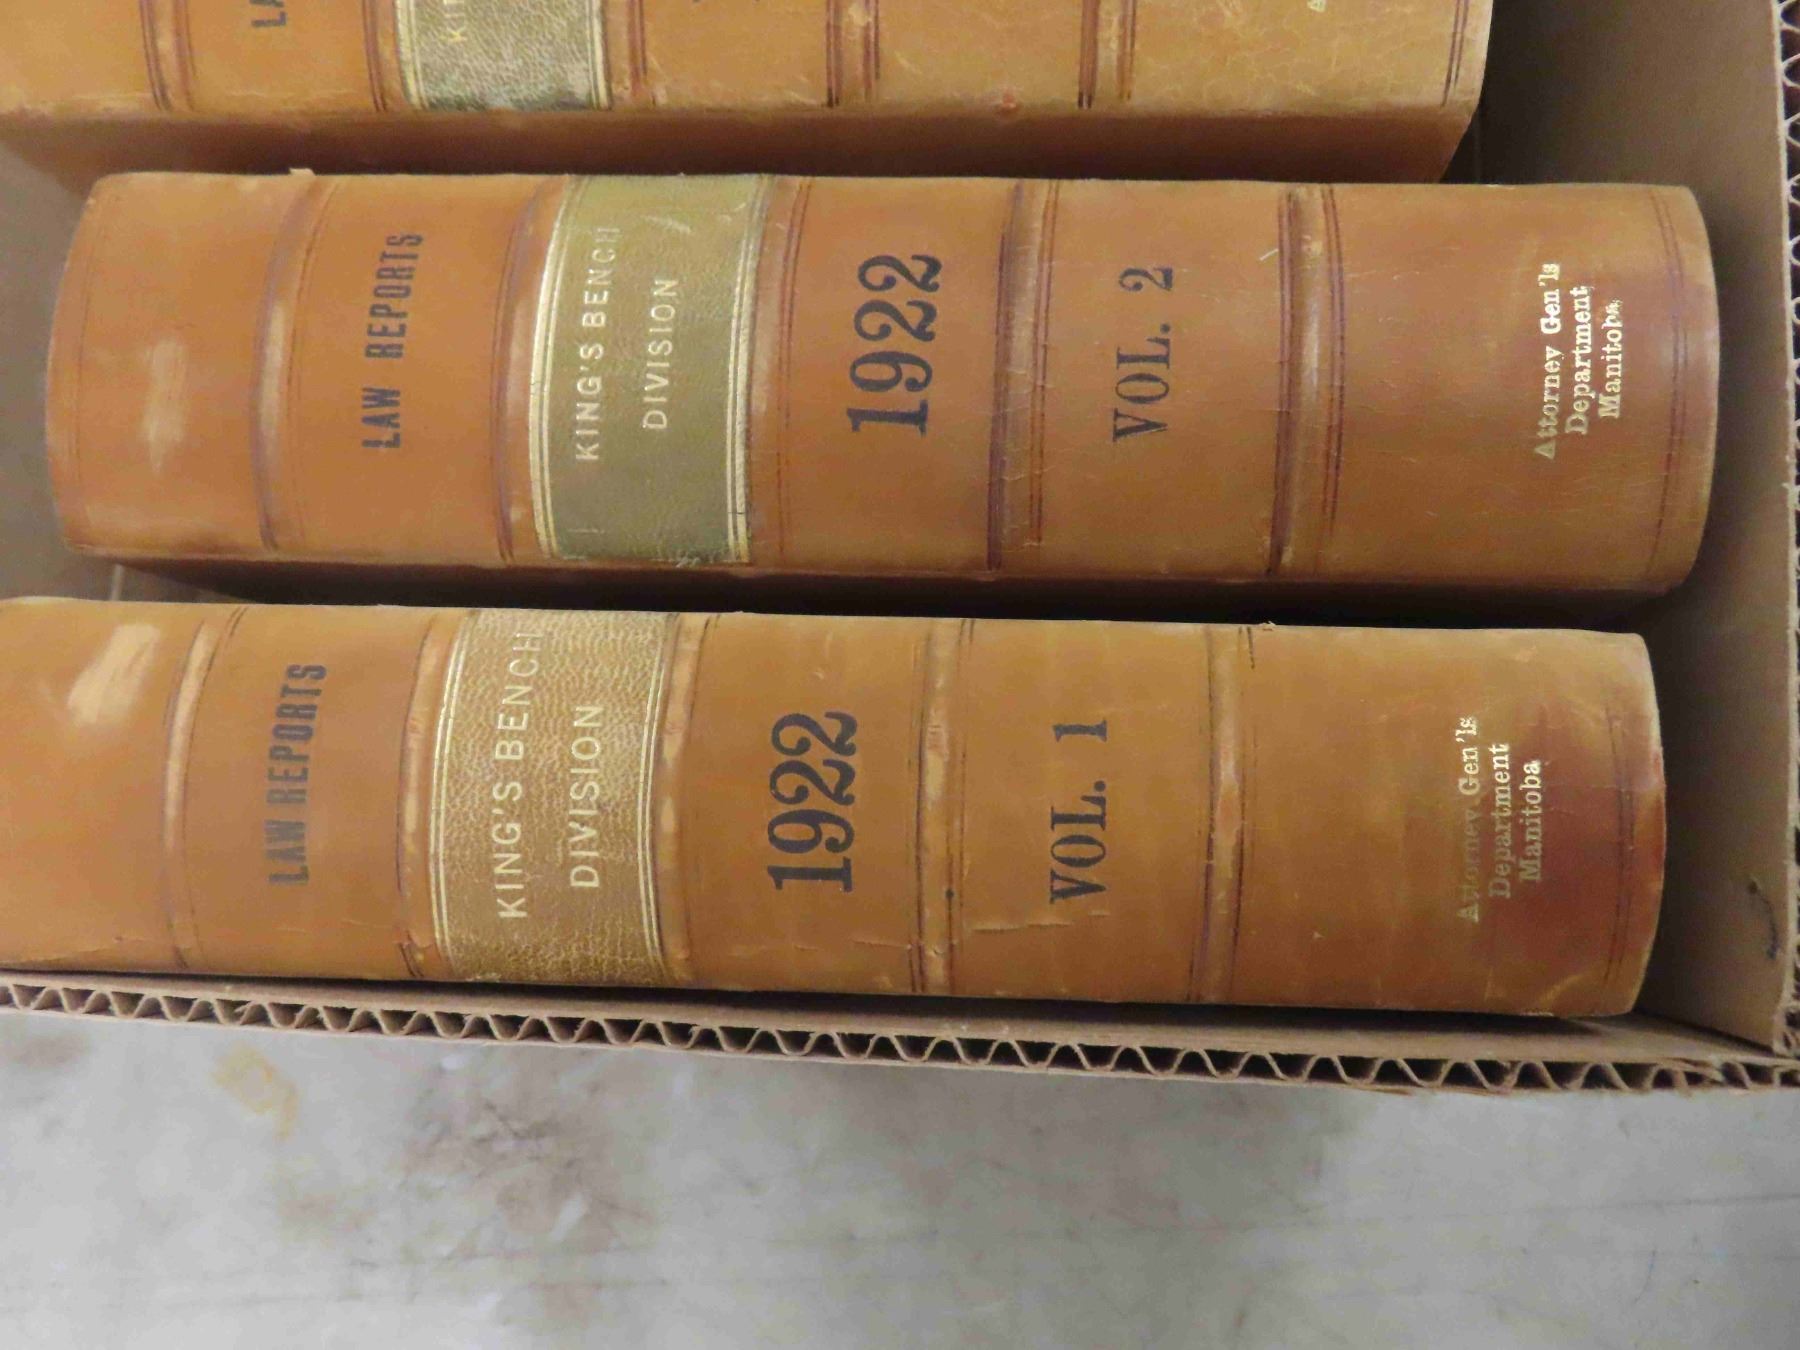 LAW REPORTS
KING'S BENCH
DIVISION
1922
VOL. 2
Attorney Gen'ls
Department,
Manitoba,
LAW REPORTS
KING'S BENCH
DIVISION
1922
VOL. 1
Attorney Gen'ls
Department
Manitoba